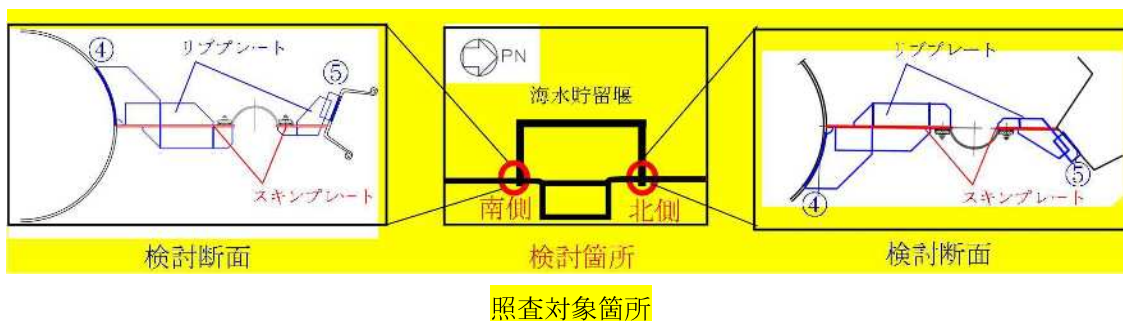 ④
リブプレート
⑤
スキンプレート
検討断面
PN
海水貯留堰
南側
北側
検討箇所
リブプレート
⑤
④
スキンプレート
検討断面
照査対象箇所